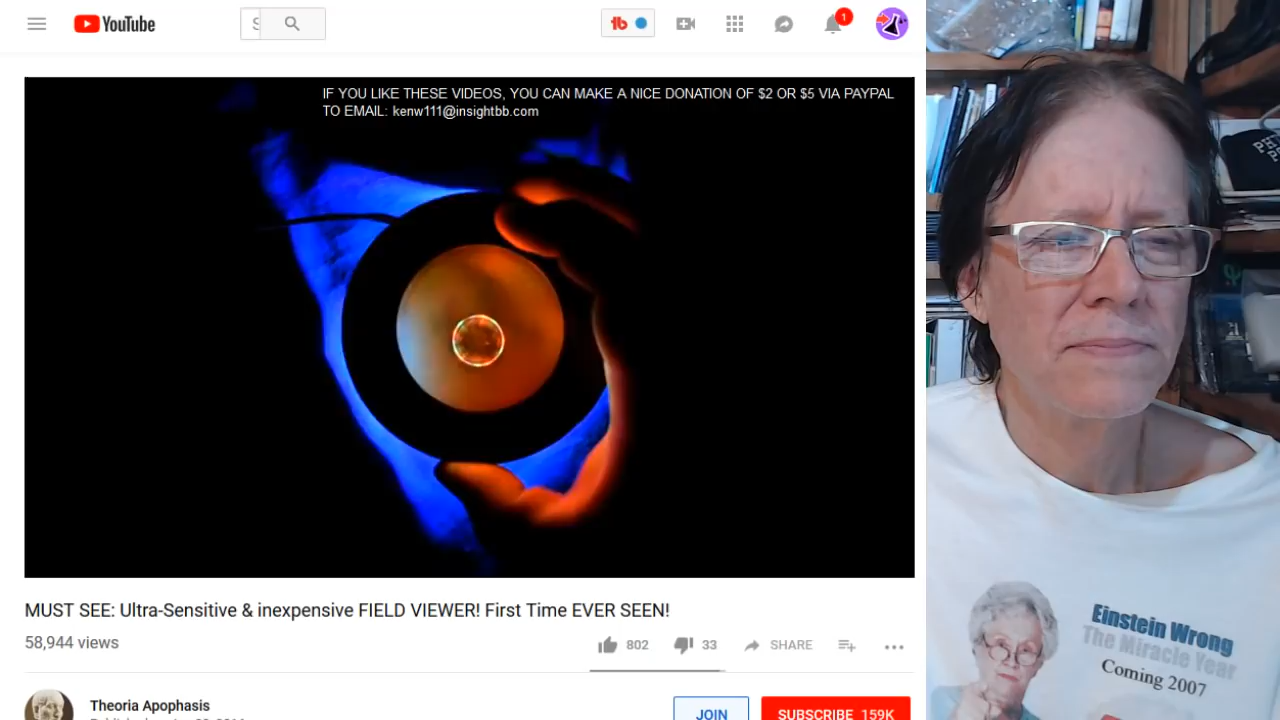 YouTube
S
1
IF YOU LIKE THESE VIDEOS, YOU CAN MAKE A NICE DONATION OF $2 OR $5 VIA PAYPAL
TO EMAIL: kenw111@insightbb.com
MUST SEE: Ultra-Sensitive & inexpensive FIELD VIEWER! First Time EVER SEEN!
58,944 views
802
33
SHARE
Theoria Apophasis
JOIN
SUBSCRIBE 159K
Einstein Wrong
The Miracle Year
Coming 2007